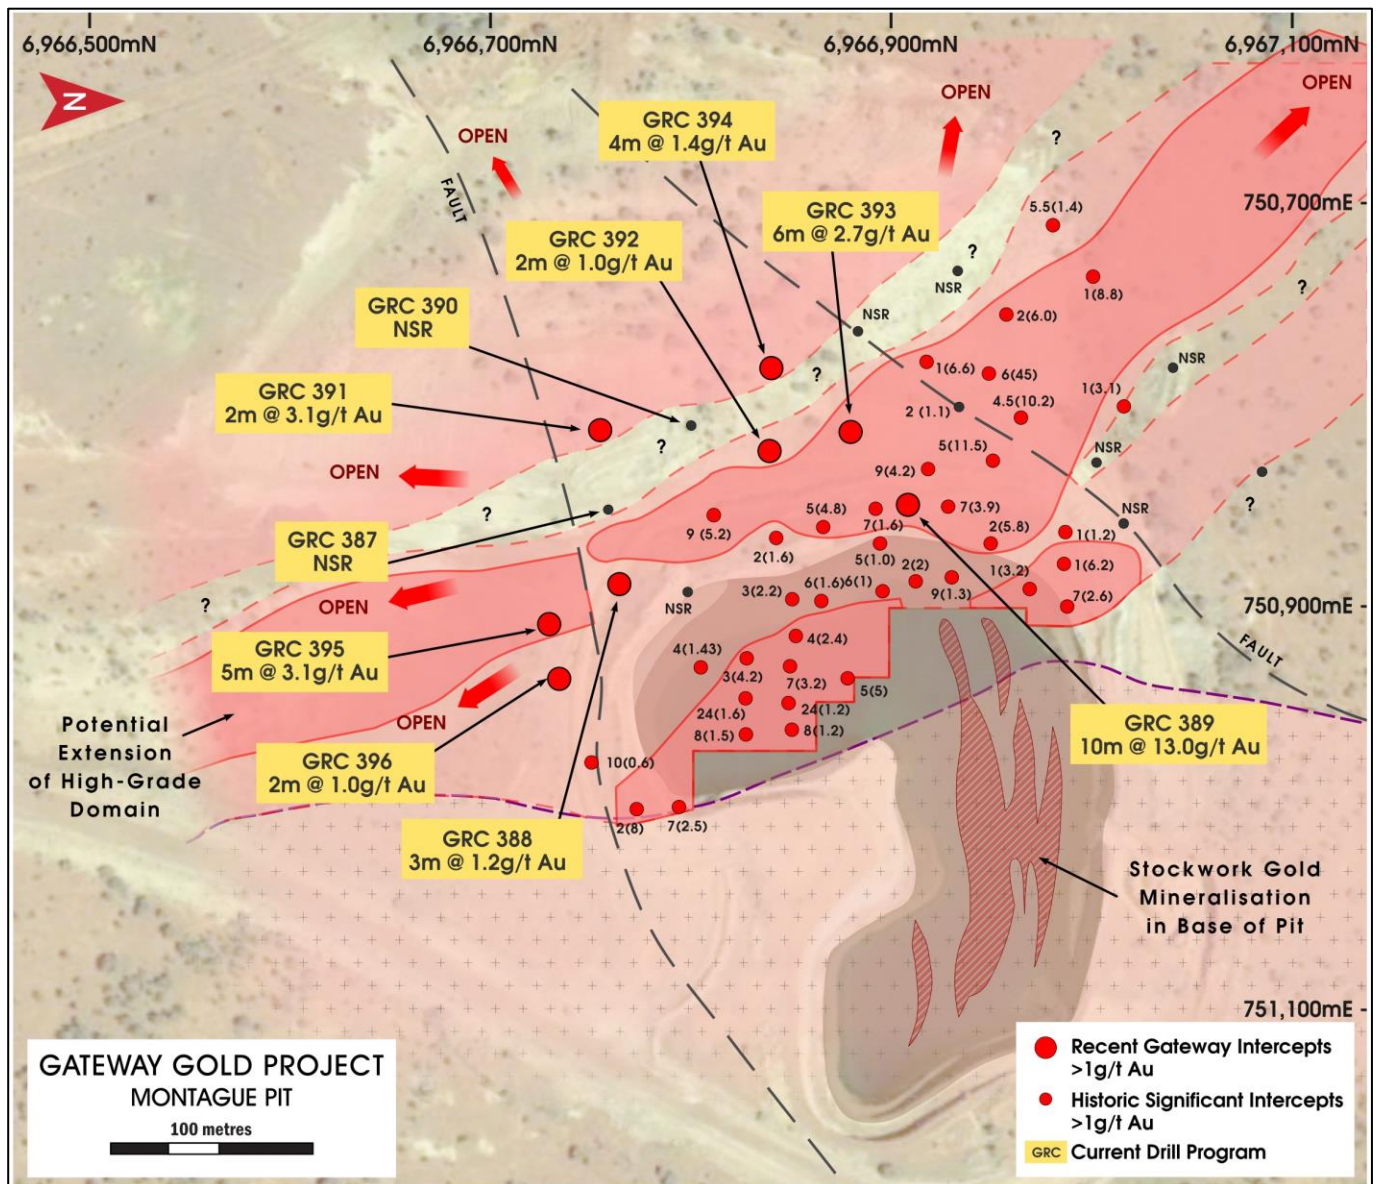 6,966,500mN
6,966,700mN
6,966,900mN
6,967,100mN
N
OPEN
OPEN
OPEN
GRC 394
4m @ 1.4g/t Au
FAULT
?
5.5(1.4)
750,700mE
GRC 393
6m @ 2.7g/t Au
GRC 392
2m @ 1.0g/t Au
?
NSR
?
1(8.8)
GRC 390
NSR
NSR
2(6.0)
NSR
GRC 391
2m @ 3.1g/t Au
?
1(6.6)
6(45)
1(3.1)
2 (1.1)
4.5(10.2)
?
5(11.5)
NSR
OPEN
9(4.2)
?
?
GRC 387
NSR
9 (5.2)
5(4.8)
7(1.6)
7(3.9)
2(5.8)
NSR
1(1.2)
2(1.6)
5(1.0)
2(2)
1(3.2)
1(6.2)
?
OPEN
NSR
3(2.2)
6(1.6)
6(1)
9(1.3)
7(2.6)
750,900mE
GRC 395
5m @ 3.1g/t Au
4(1.43)
4(2.4)
FAULT
3(4.2)
7(3.2)
5(5)
Potential
Extension
of High-Grade
Domain
OPEN
24(1.6)
24(1.2)
8(1.5)
8(1.2)
GRC 389
10m @ 13.0g/t Au
GRC 396
2m @ 1.0g/t Au
10(0.6)
2(8)
7(2.5)
GRC 388
3m @ 1.2g/t Au
Stockwork Gold
Mineralisation
in Base of Pit
751,100mE
GATEWAY GOLD PROJECT
MONTAGUE PIT
100 metres
Recent Gateway Intercepts
>1g/t Au
Historic Significant Intercepts
>1g/t Au
GRC Current Drill Program